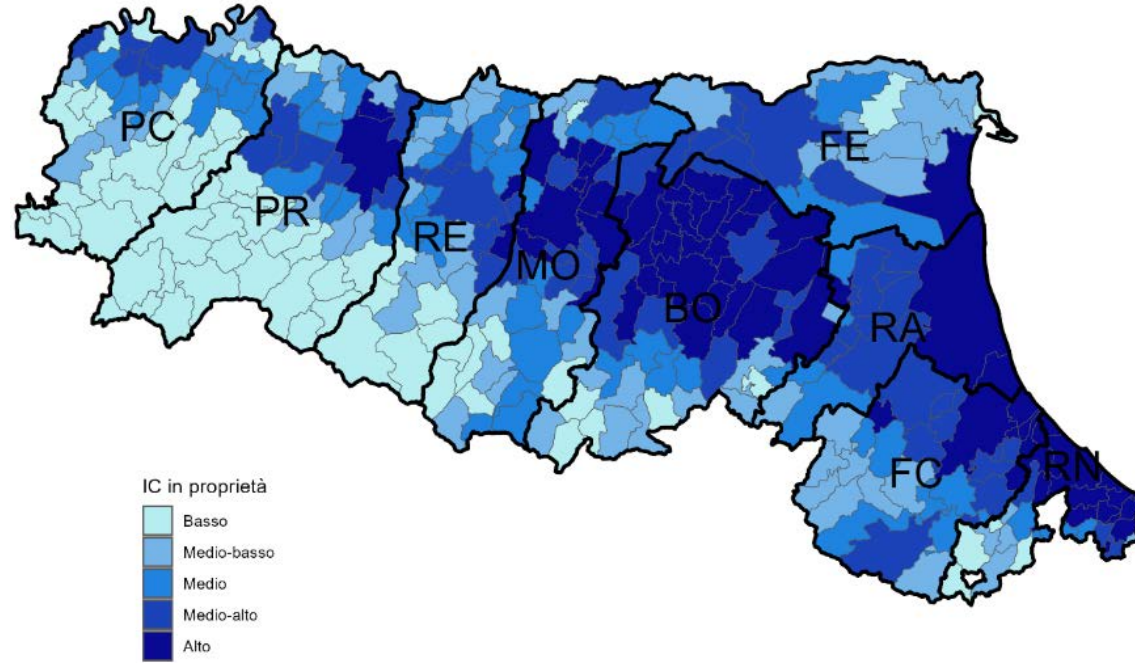 PC
FE
PR
RE
MO
BO
RA
FC
RN
IC in proprietà
Basso
Medio-basso
Medio
Medio-alto
Alto